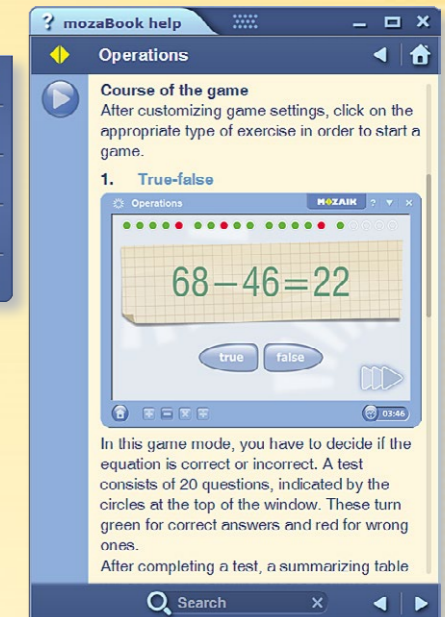 ? mozaBook help
Operations
Course of the game
After customizing game settings, click on the
appropriate type of exercise in order to start a
game.
1. True-false
Operations
MOZAIK ?
68−46=22
true false
03:46
In this game mode, you have to decide if the
equation is correct or incorrect. A test
consists of 20 questions, indicated by the
circles at the top of the window. These turn
green for correct answers and red for wrong
ones.
After completing a test, a summarizing table
Search